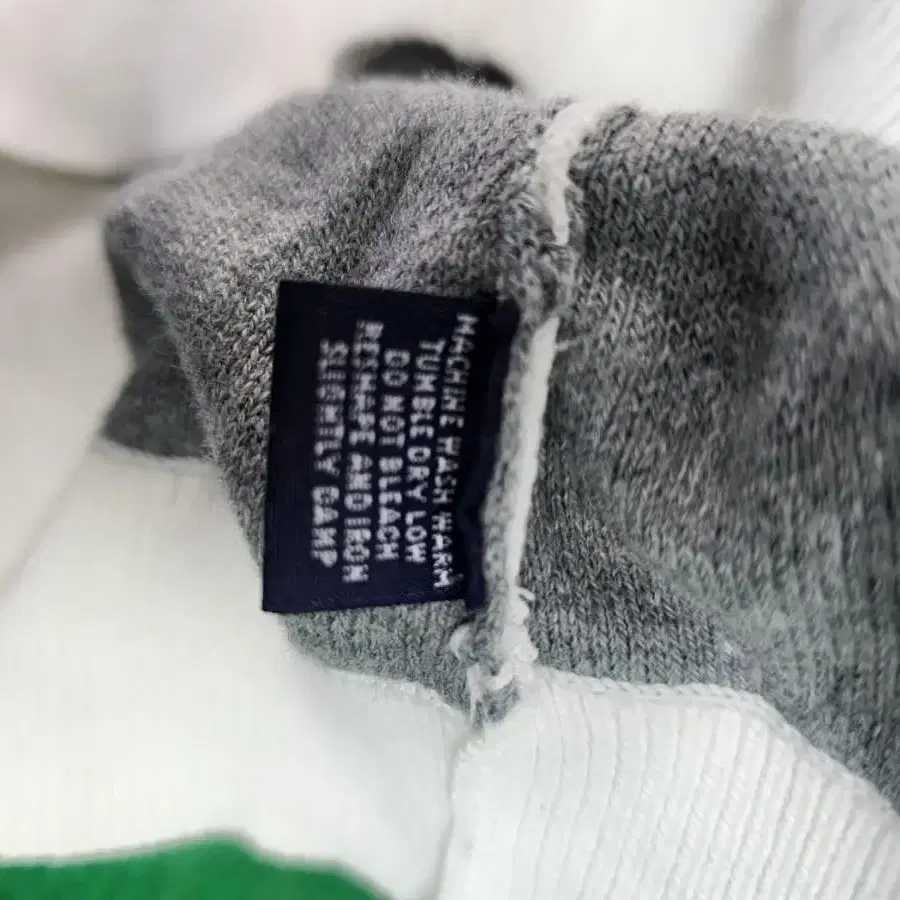 MACHINE WASH WARM
TUMBLE DRY LOW
DO NOT BLEACH
RESHAPE AND IRON
SLIGHTLY DAMP